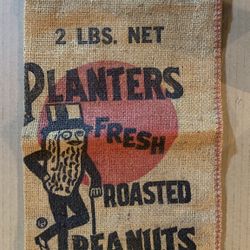 2 LBS. NET
PLANTERS
FRESH
ROASTED
PEANUTS
®